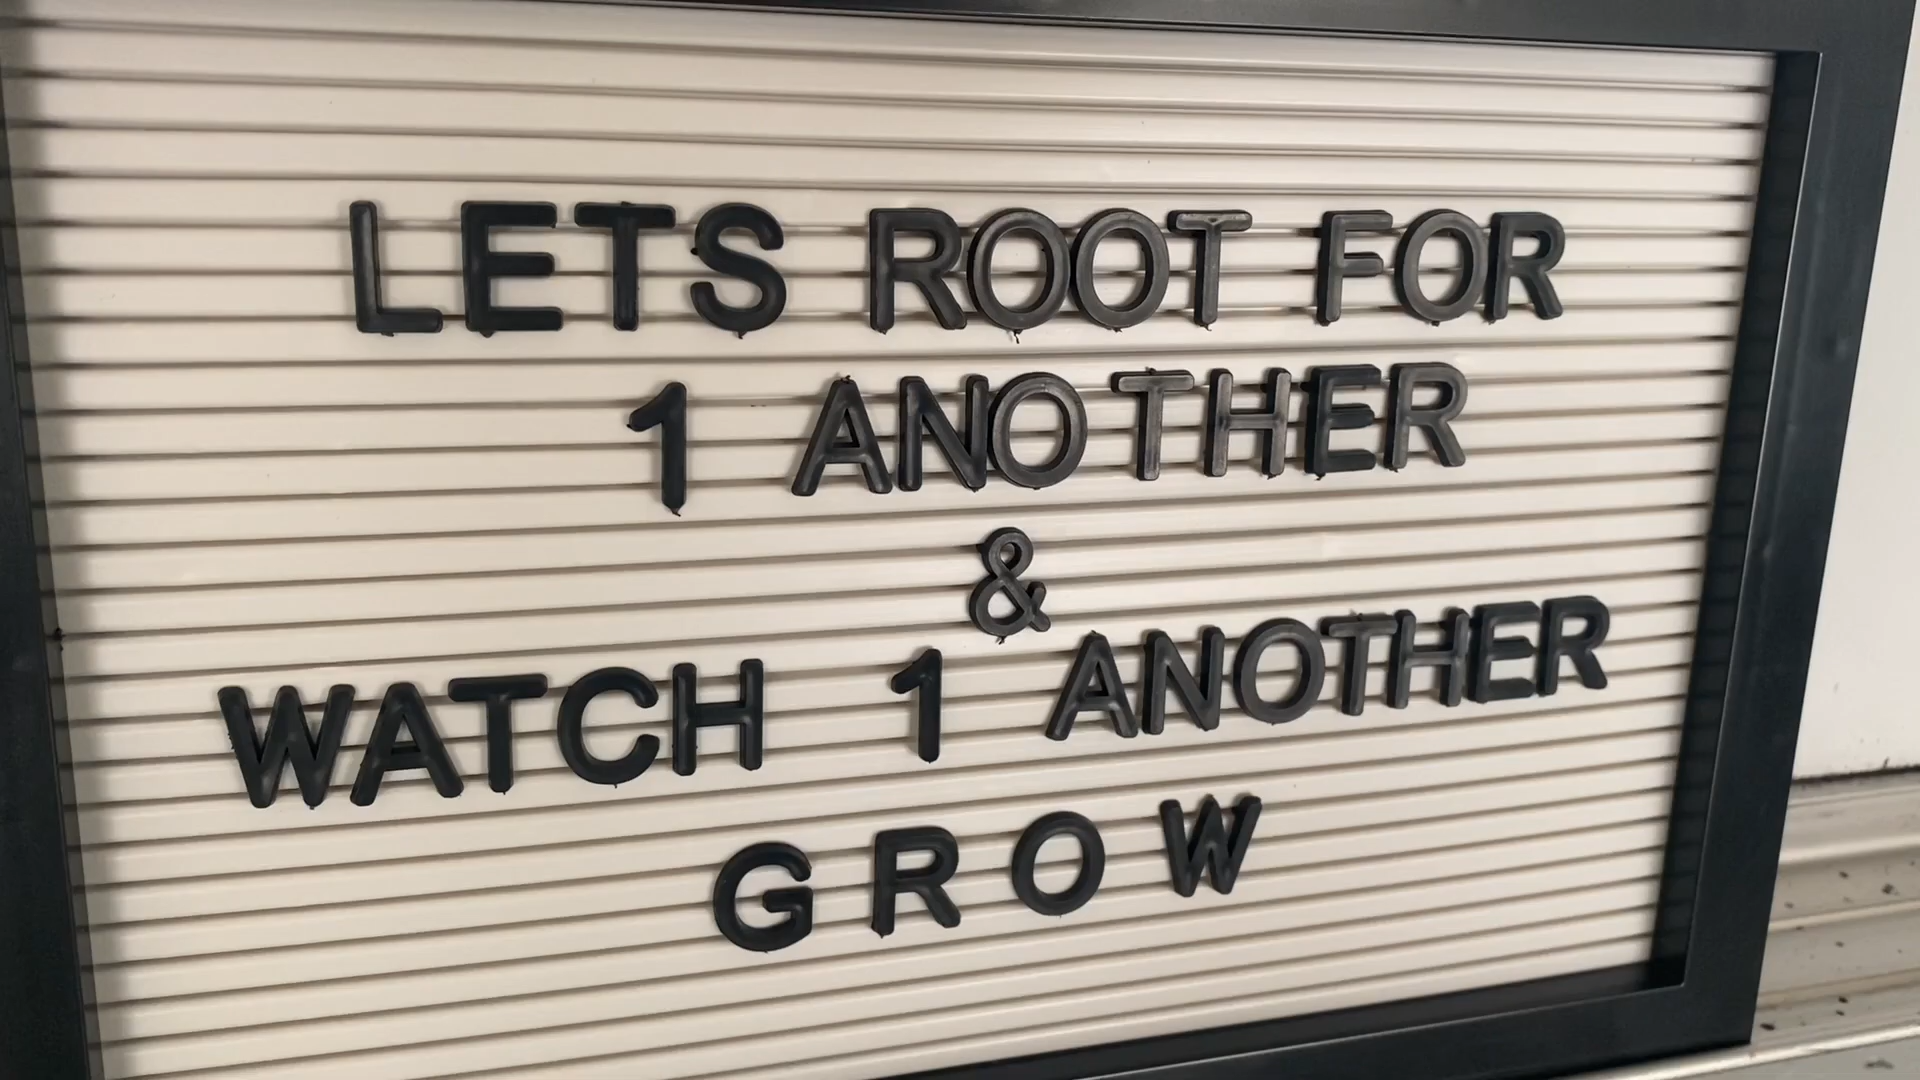 LETS ROOT FOR
1 ANOTHER
&
WATCH 1 ANOTHER
GROW